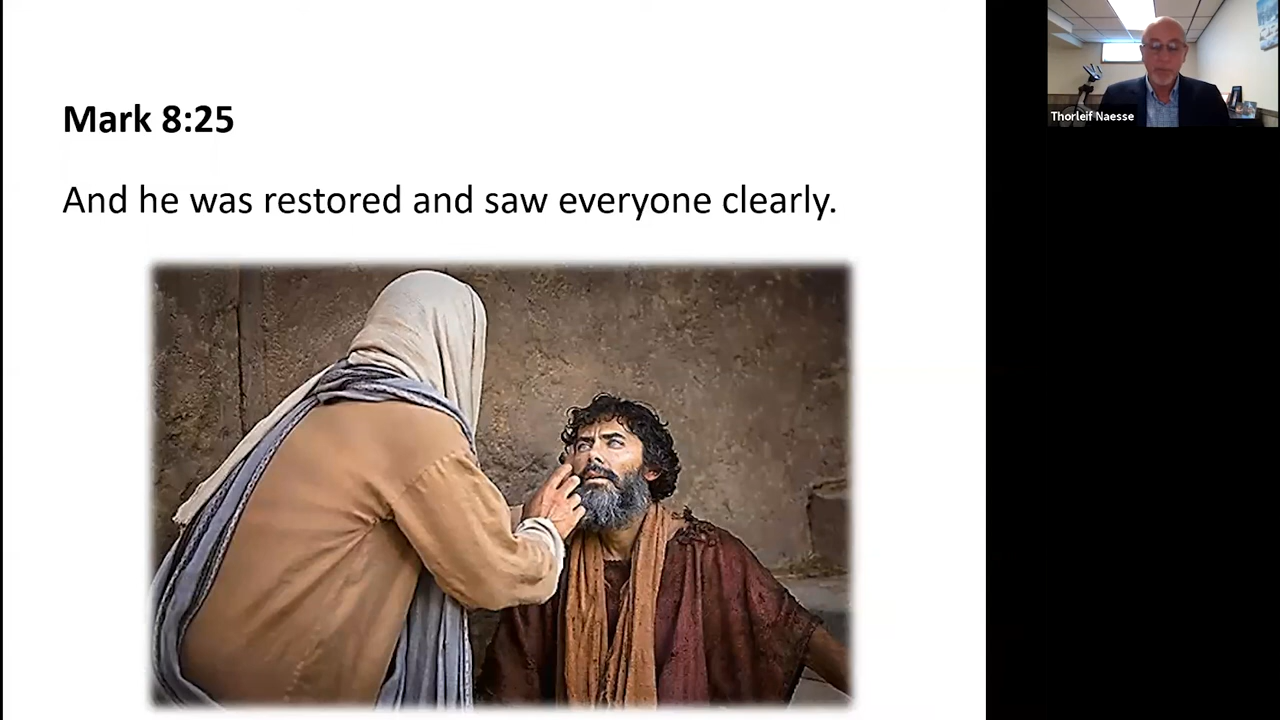 Mark 8:25
And he was restored and saw everyone clearly.
Thorleif Naesse